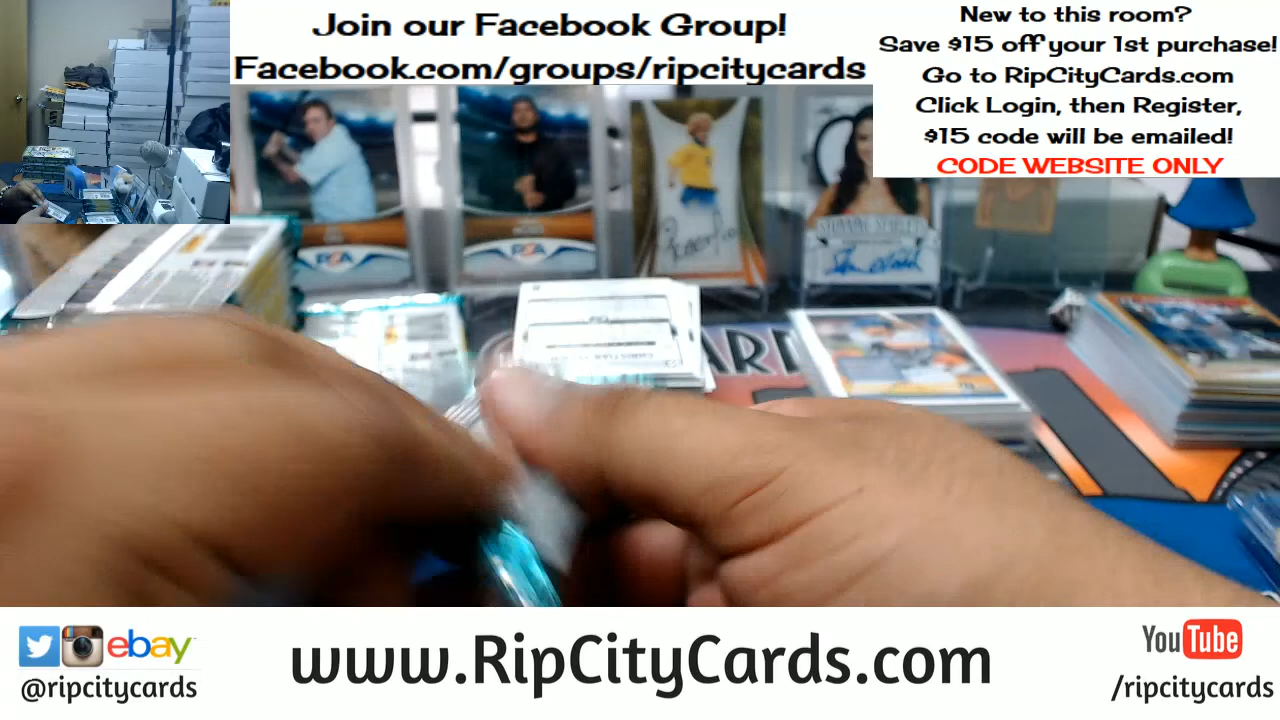 Join our Facebook Group!
Facebook.com/groups/ripcitycards
New to this room?
Save $15 off your 1st purchase!
Go to RipCityCards.com
Click Login, then Register,
$15 code will be emailed!
CODE WEBSITE ONLY
ARD
ebay
@ripcitycards
www.RipCityCards.com
YouTube
/ripcitycards